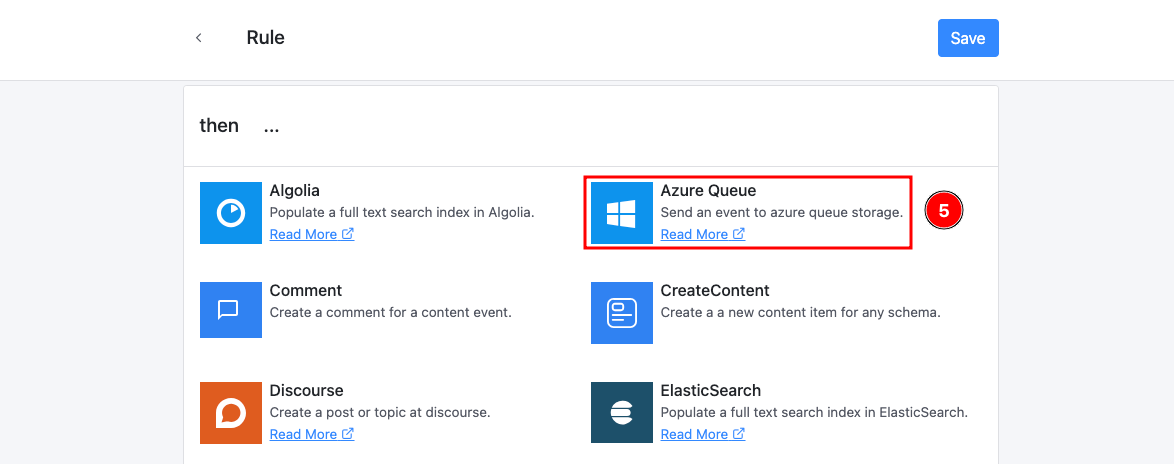 Rule
Save
then ...
Algolia
Populate a full text search index in Algolia.
Read More
Azure Queue
Send an event to azure queue storage.
Read More
5
Comment
Create a comment for a content event.
CreateContent
Create a a new content item for any schema.
Discourse
Create a post or topic at discourse.
Read More
ElasticSearch
Populate a full text search index in ElasticSearch.
Read More